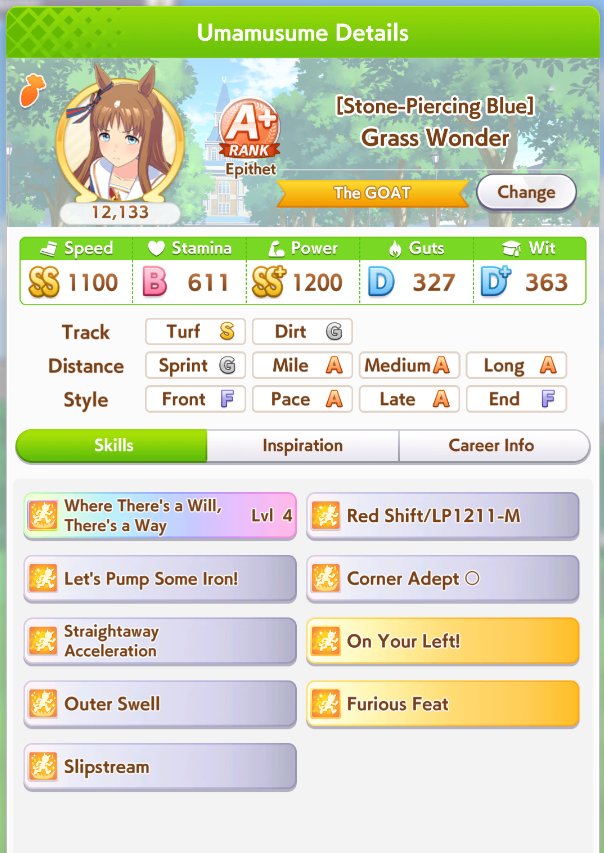 Umamusume Details
A+
RANK
Epithet
[Stone-Piercing Blue]
Grass Wonder
12,133
The GOAT
Change
Speed Stamina Power Guts Wit
SS 1100 B 611 SS+ 1200 D 327 D+ 363
Track Turf S Dirt G
Distance Sprint G Mile A Medium A Long A
Style Front F Pace A Late A End F
Skills Inspiration Career Info
Where There's a Will,
There's a Way Lvl 4
Red Shift/LP1211-M
Let's Pump Some Iron!
Corner Adept ○
Straightaway
Acceleration
On Your Left!
Outer Swell
Furious Feat
Slipstream